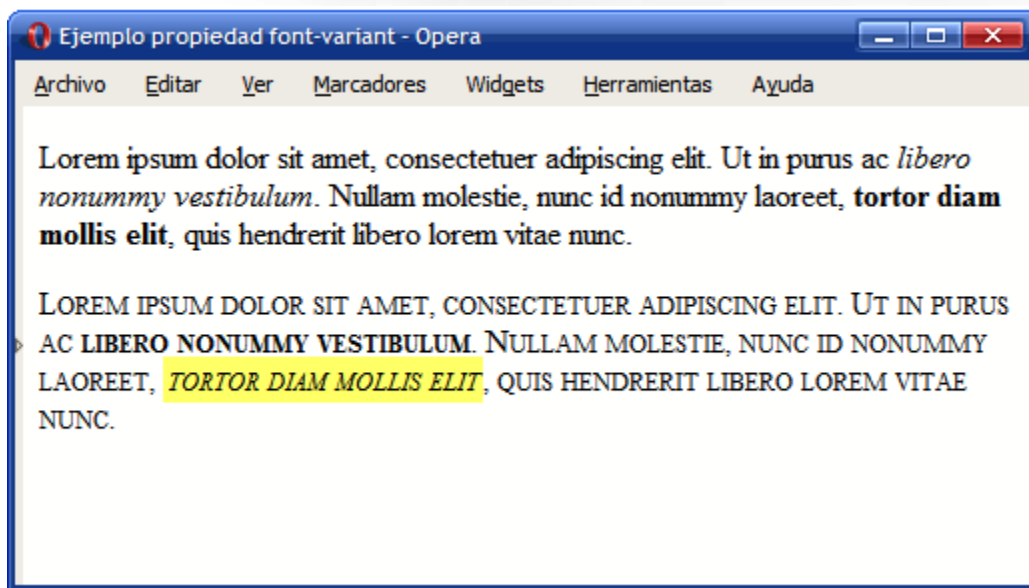 Ejemplo propiedad font-variant - Opera
Archivo Editar Ver Marcadores Widgets Herramientas Ayuda
Lorem ipsum dolor sit amet, consectetuer adipiscing elit. Ut in purus ac libero
nonummy vestibulum. Nullam molestie, nunc id nonummy laoreet, tortor diam
mollis elit, quis hendrerit libero lorem vitae nunc.
LOREM IPSUM DOLOR SIT AMET, CONSECTETUER ADIPISCING ELIT. UT IN PURUS
AC LIBERO NONUMMY VESTIBULUM. NULLAM MOLESTIE, NUNC ID NONUMMY
LAOREET, TORTOR DIAM MOLLIS ELIT, QUIS HENDRERIT LIBERO LOREM VITAE
NUNC.